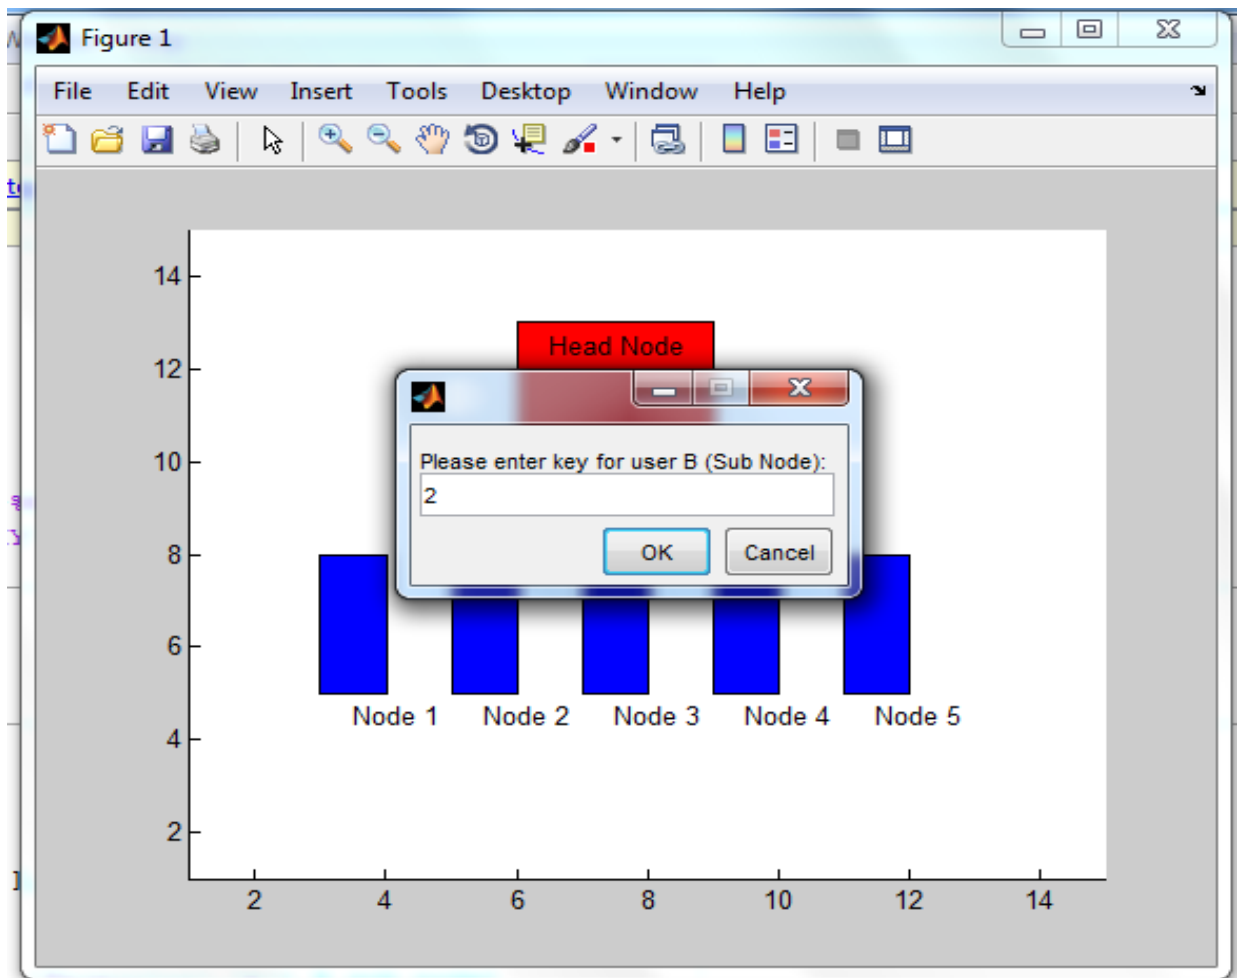 Figure 1
File Edit View Insert Tools Desktop Window Help
14
Head Node
12
Please enter key for user B (Sub Node):
10
2
OK Cancel
8
6
Node 1 Node 2 Node 3 Node 4 Node 5
4
2
2 4 6 8 10 12 14